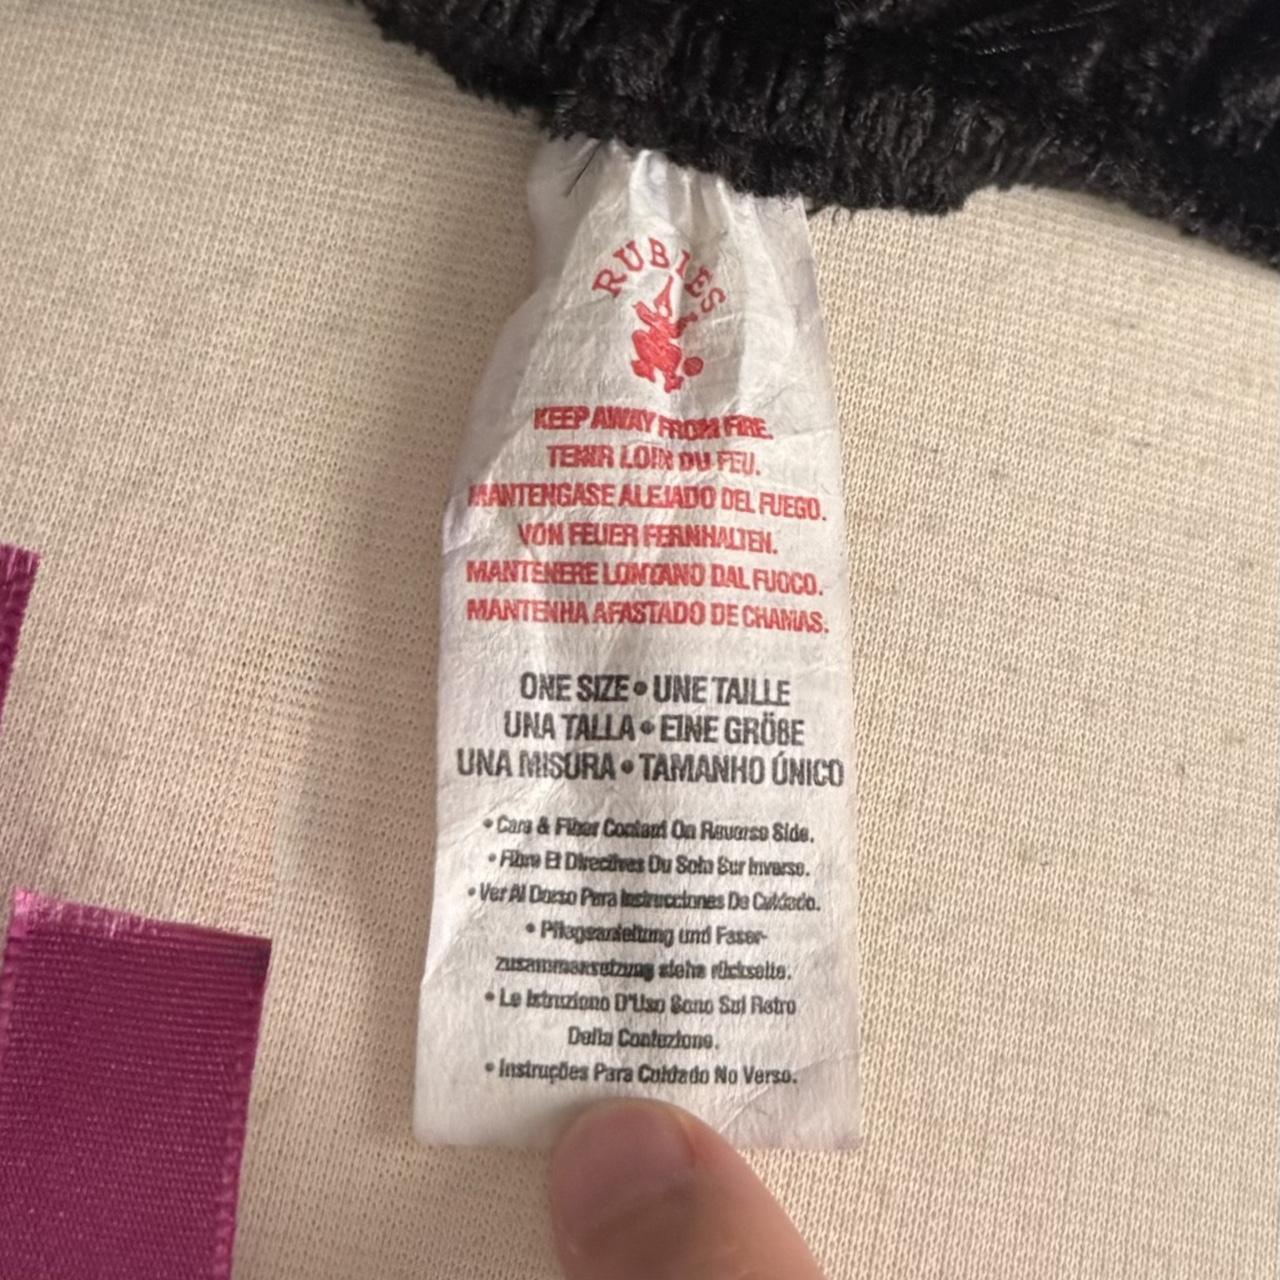 RUBIES
KEEP AWAY FROM FIRE.
TENIR LOIN DU FEU.
MANTENGASE ALEJADO DEL FUEGO.
VON FEUER FERNHALTEN.
MANTENERE LONTANO DAL FUOCO.
MANTENHA AFASTADO DE CHAMAS.
ONE SIZE • UNE TAILLE
UNA TALLA • EINE GRÖBE
UNA MISURA • TAMANHO ÚNICO
• Care & Fiber Content On Reverse Side.
• Fibre Et Directives Du Soin Sur Inverse.
• Ver Al Dorso Para Instrucciones De Cuidado.
• Pflegeanleitung und Faser-
zusammensetzung siehe rückseite.
• Le Istruzione D'Uso Sono Sul Retro
Della Confezione.
• Instruções Para Cuidado No Verso.